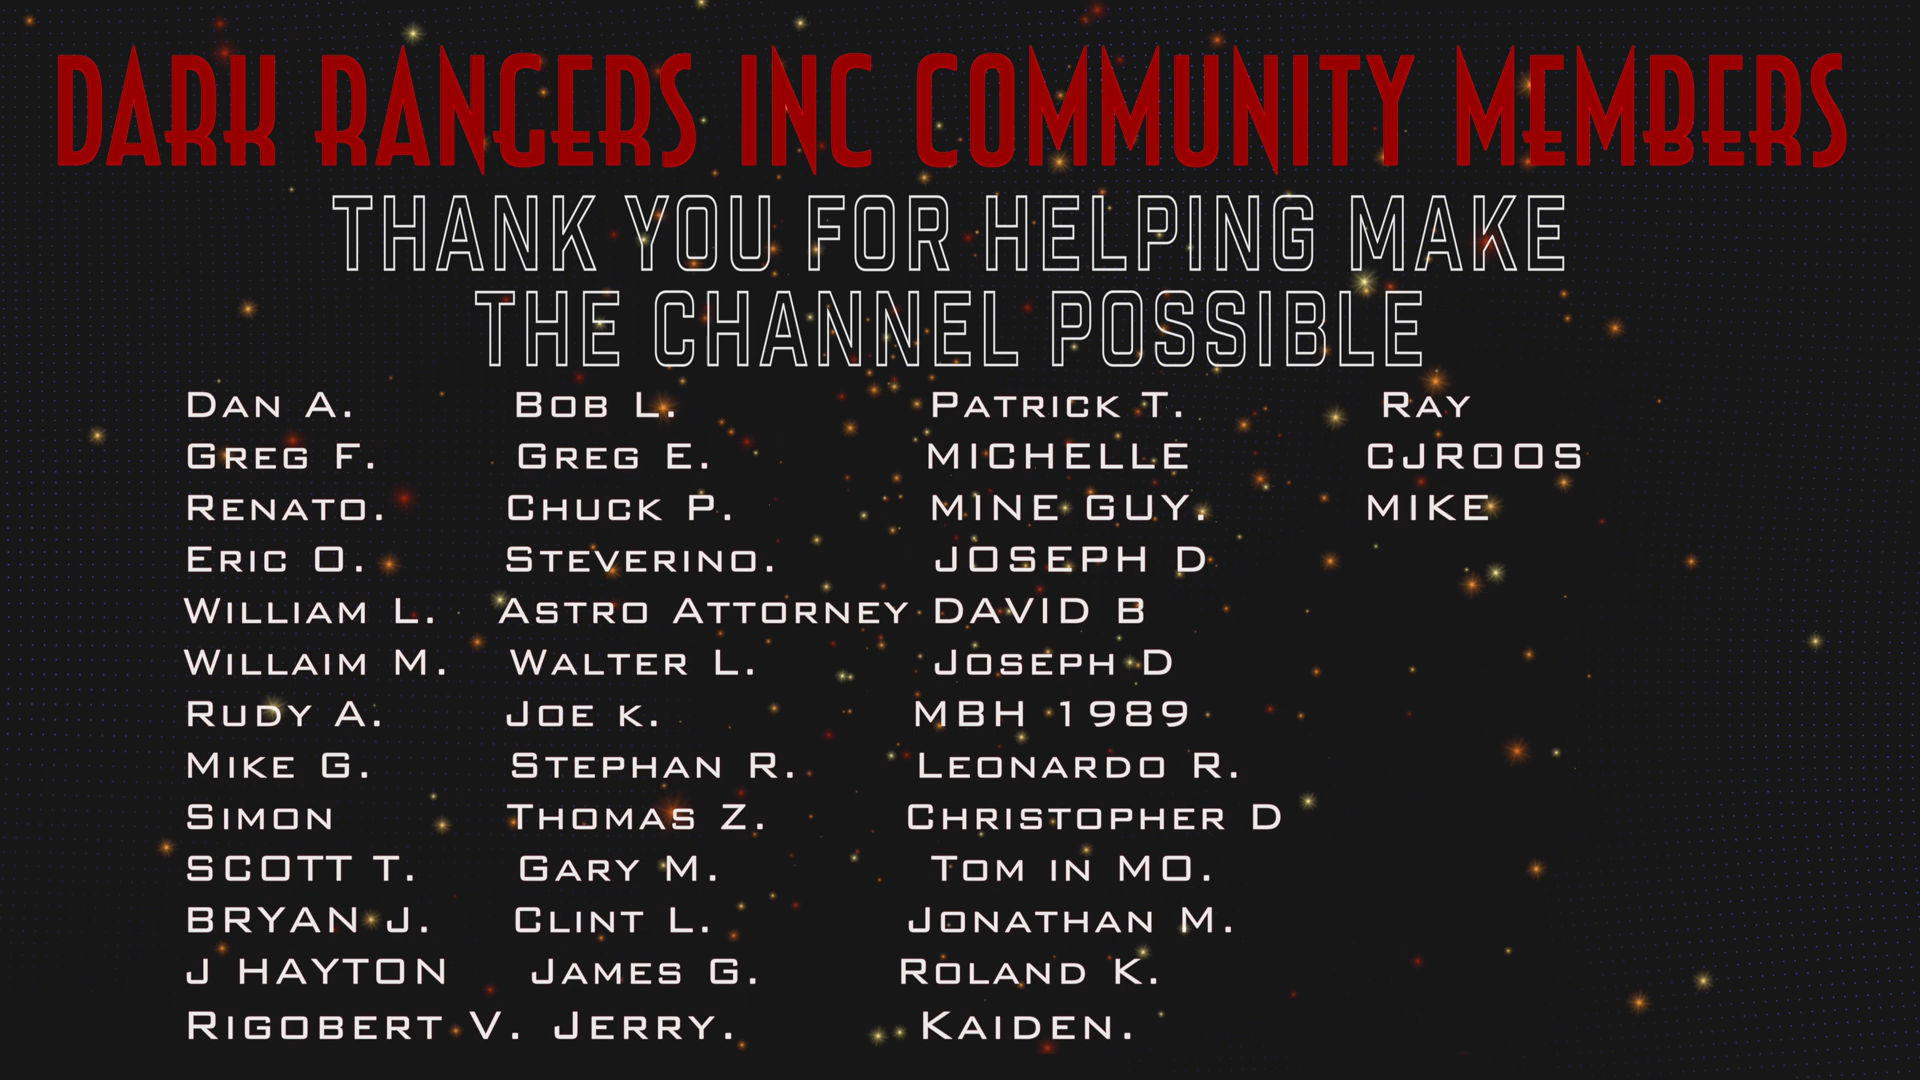 DARK RANGERS INC COMMUNITY MEMBERS
THANK YOU FOR HELPING MAKE
THE CHANNEL POSSIBLE
Dan A. Bob L. Patrick T. Ray
Greg F. Greg E. MICHELLE CJROOS
Renato. Chuck P. MINE GUY. MIKE
Eric O. Steverino. JOSEPH D
William L. Astro Attorney DAVID B
Willaim M. Walter L. Joseph D
Rudy A. Joe k. MBH 1989
Mike G. Stephan R. Leonardo R.
Simon Thomas Z. Christopher D
SCOTT T. Gary M. Tom in MO.
BRYAN J. Clint L. Jonathan M.
J HAYTON James G. Roland K.
Rigobert V. Jerry. Kaiden.